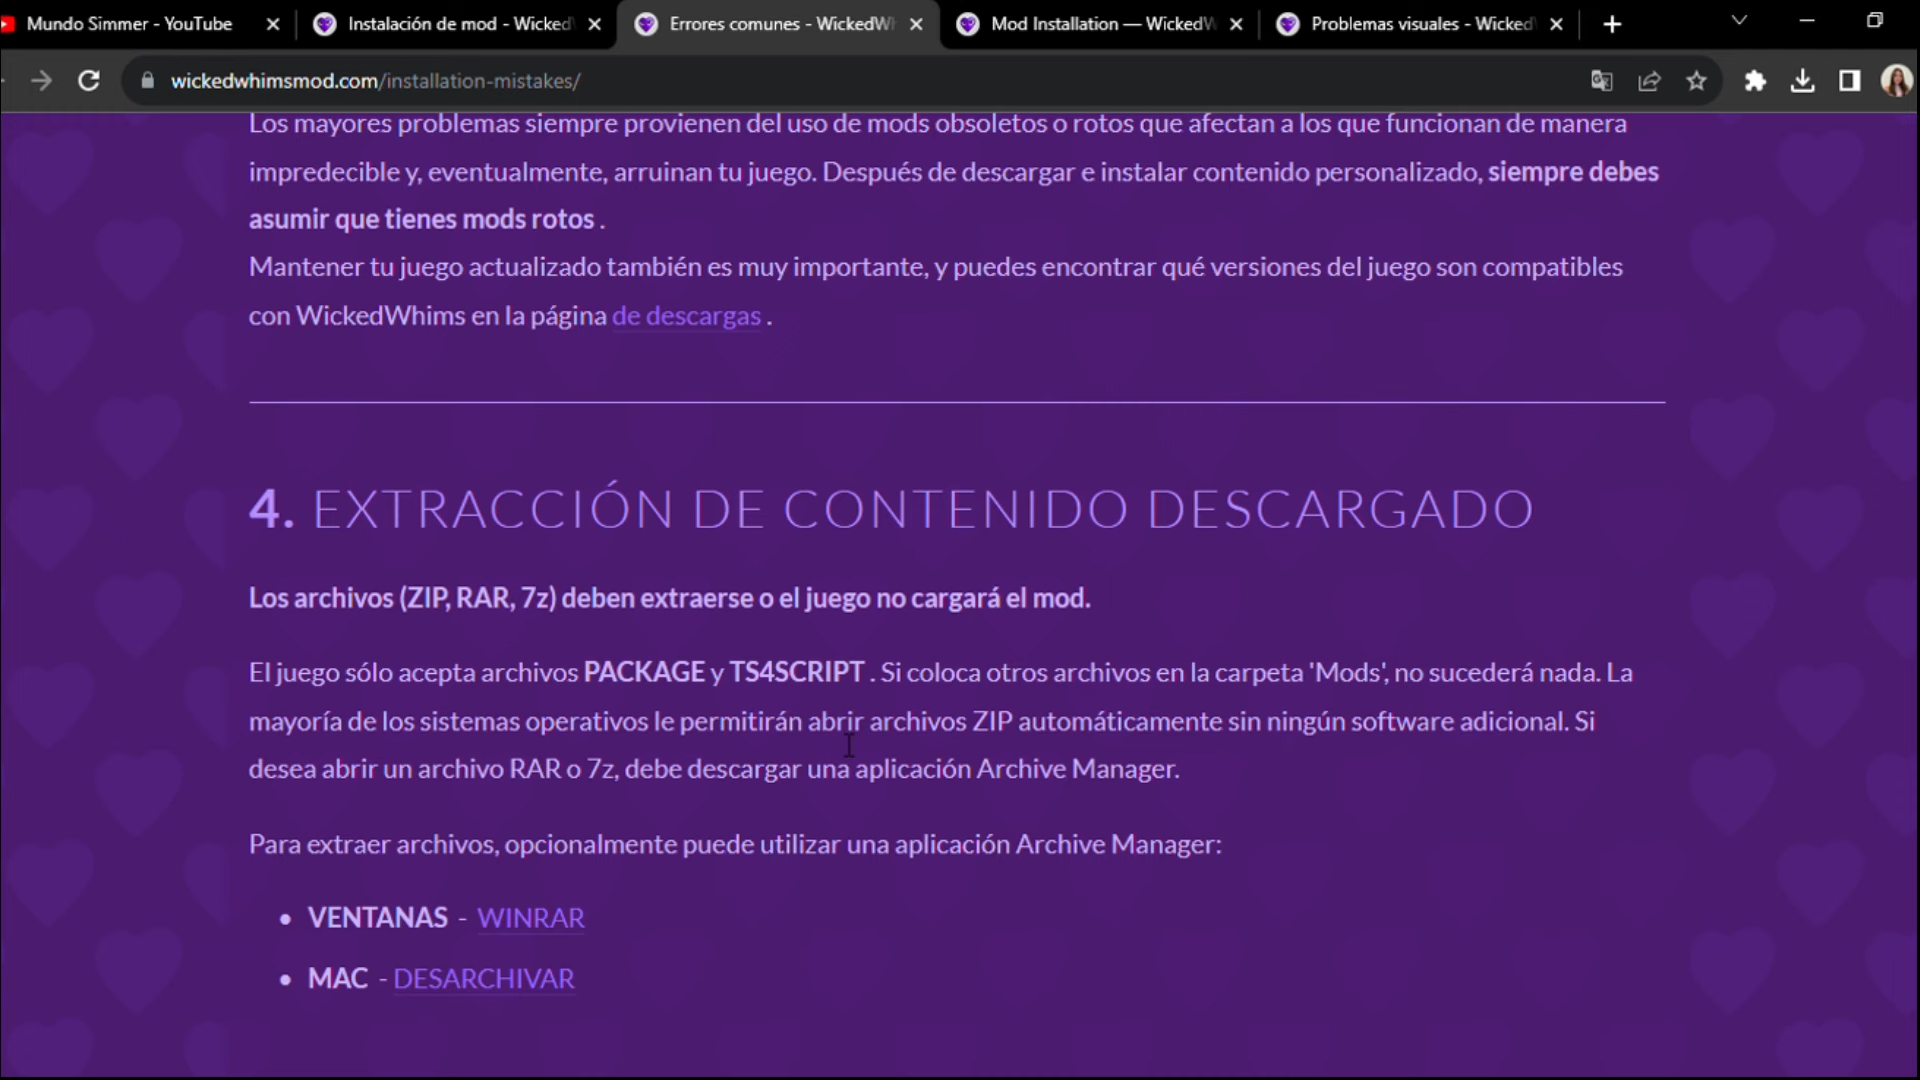 Mundo Simmer - YouTube
Instalación de mod - Wicked
Errores comunes - WickedWh
Mod Installation — WickedW
Problemas visuales - Wicked
wickedwhimsmod.com/installation-mistakes/
Los mayores problemas siempre provienen del uso de mods obsoletos o rotos que afectan a los que funcionan de manera
impredecible y, eventualmente, arruinan tu juego. Después de descargar e instalar contenido personalizado, siempre debes
asumir que tienes mods rotos .
Mantener tu juego actualizado también es muy importante, y puedes encontrar qué versiones del juego son compatibles
con WickedWhims en la página de descargas .
4. EXTRACCIÓN DE CONTENIDO DESCARGADO
Los archivos (ZIP, RAR, 7z) deben extraerse o el juego no cargará el mod.
El juego sólo acepta archivos PACKAGE y TS4SCRIPT . Si coloca otros archivos en la carpeta 'Mods', no sucederá nada. La
mayoría de los sistemas operativos le permitirán abrir archivos ZIP automáticamente sin ningún software adicional. Si
desea abrir un archivo RAR o 7z, debe descargar una aplicación Archive Manager.
Para extraer archivos, opcionalmente puede utilizar una aplicación Archive Manager:
• VENTANAS - WINRAR
• MAC - DESARCHIVAR